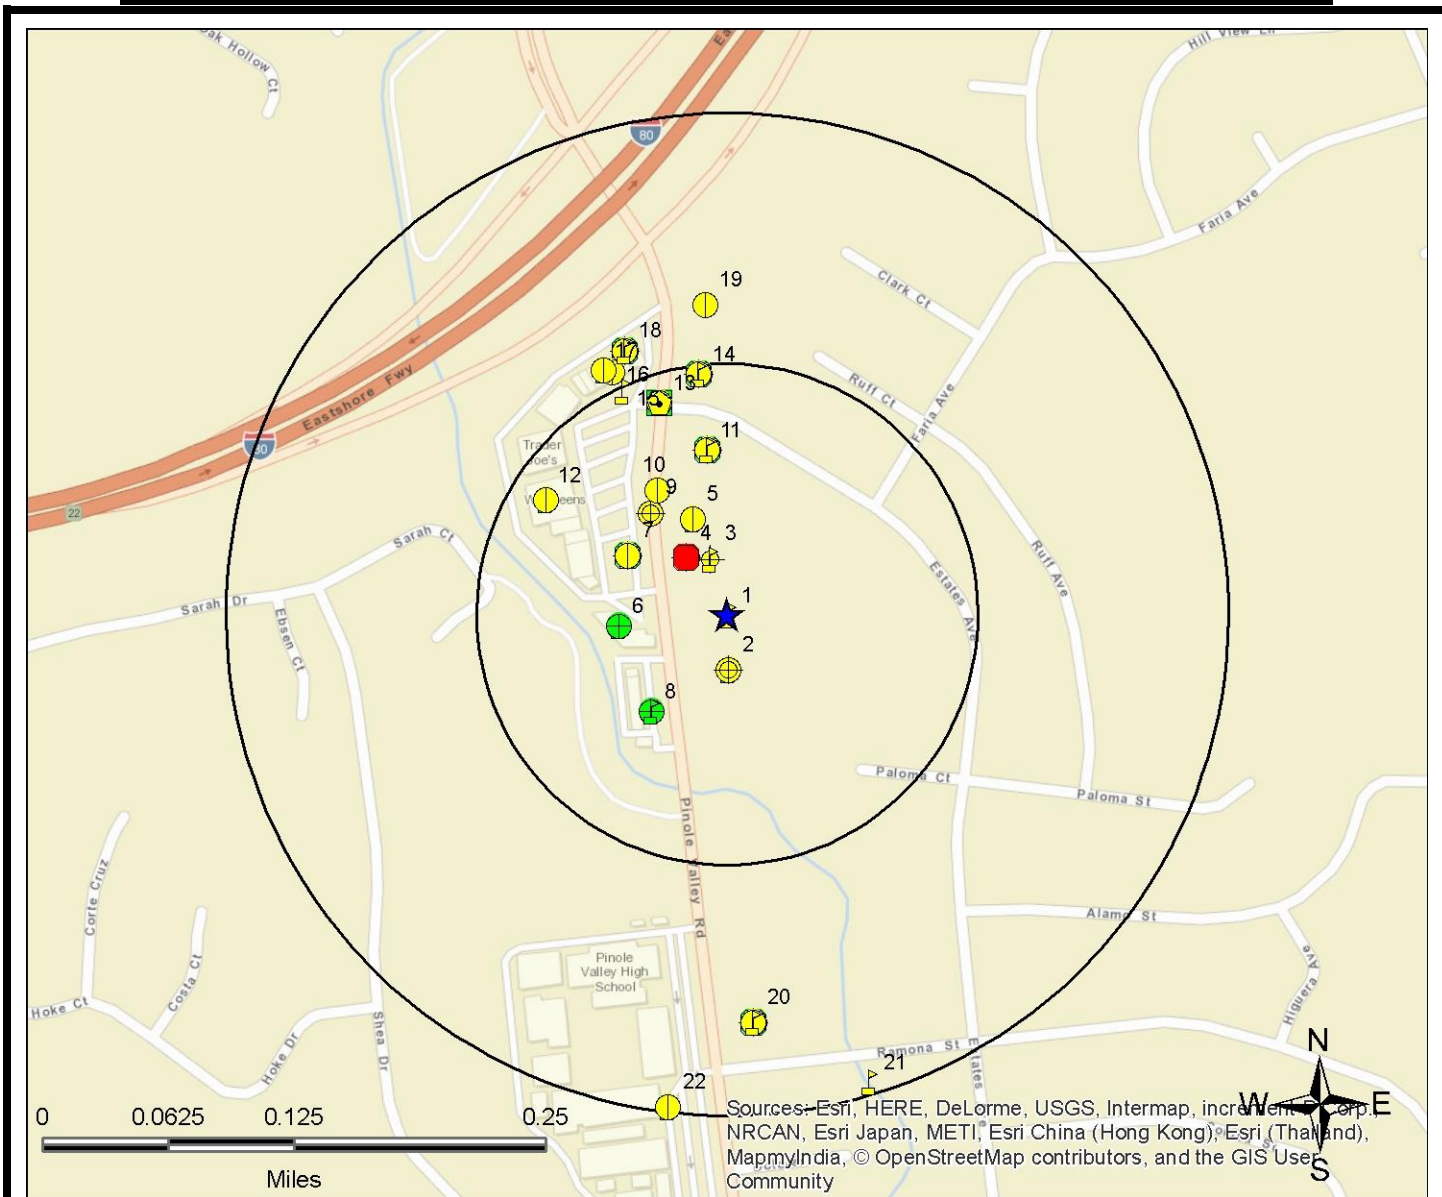 Oak Hollow Ct
Hill View Ln
80
Faria Ave
19
Clark Ct
18
17
14
16
13
15
Ruff Ct
Faria Ave
Eastshore Fwy
80
22
Trader
Joe's
11
12
10
9
5
7
4
3
Sarah Ct
Ruff Ave
Estates Ave
Sarah Dr
Ebsen Ct
6
1
2
8
Paloma Ct
Paloma St
Pinole Valley Rd
Corte Cruz
Costa Ct
Alamo St
Higuera Ave
Pinole
Valley High
School
Hoke Ct
Hoke Dr
Shea Dr
20
Ramona St
Estates
21
22
N
W
E
S
0
0.0625
0.125
0.25
Miles
Sources: Esri, HERE, DeLorme, USGS, Intermap, increment P Corp.,
NRCAN, Esri Japan, METI, Esri China (Hong Kong), Esri (Thailand),
MapmyIndia, © OpenStreetMap contributors, and the GIS User
Community